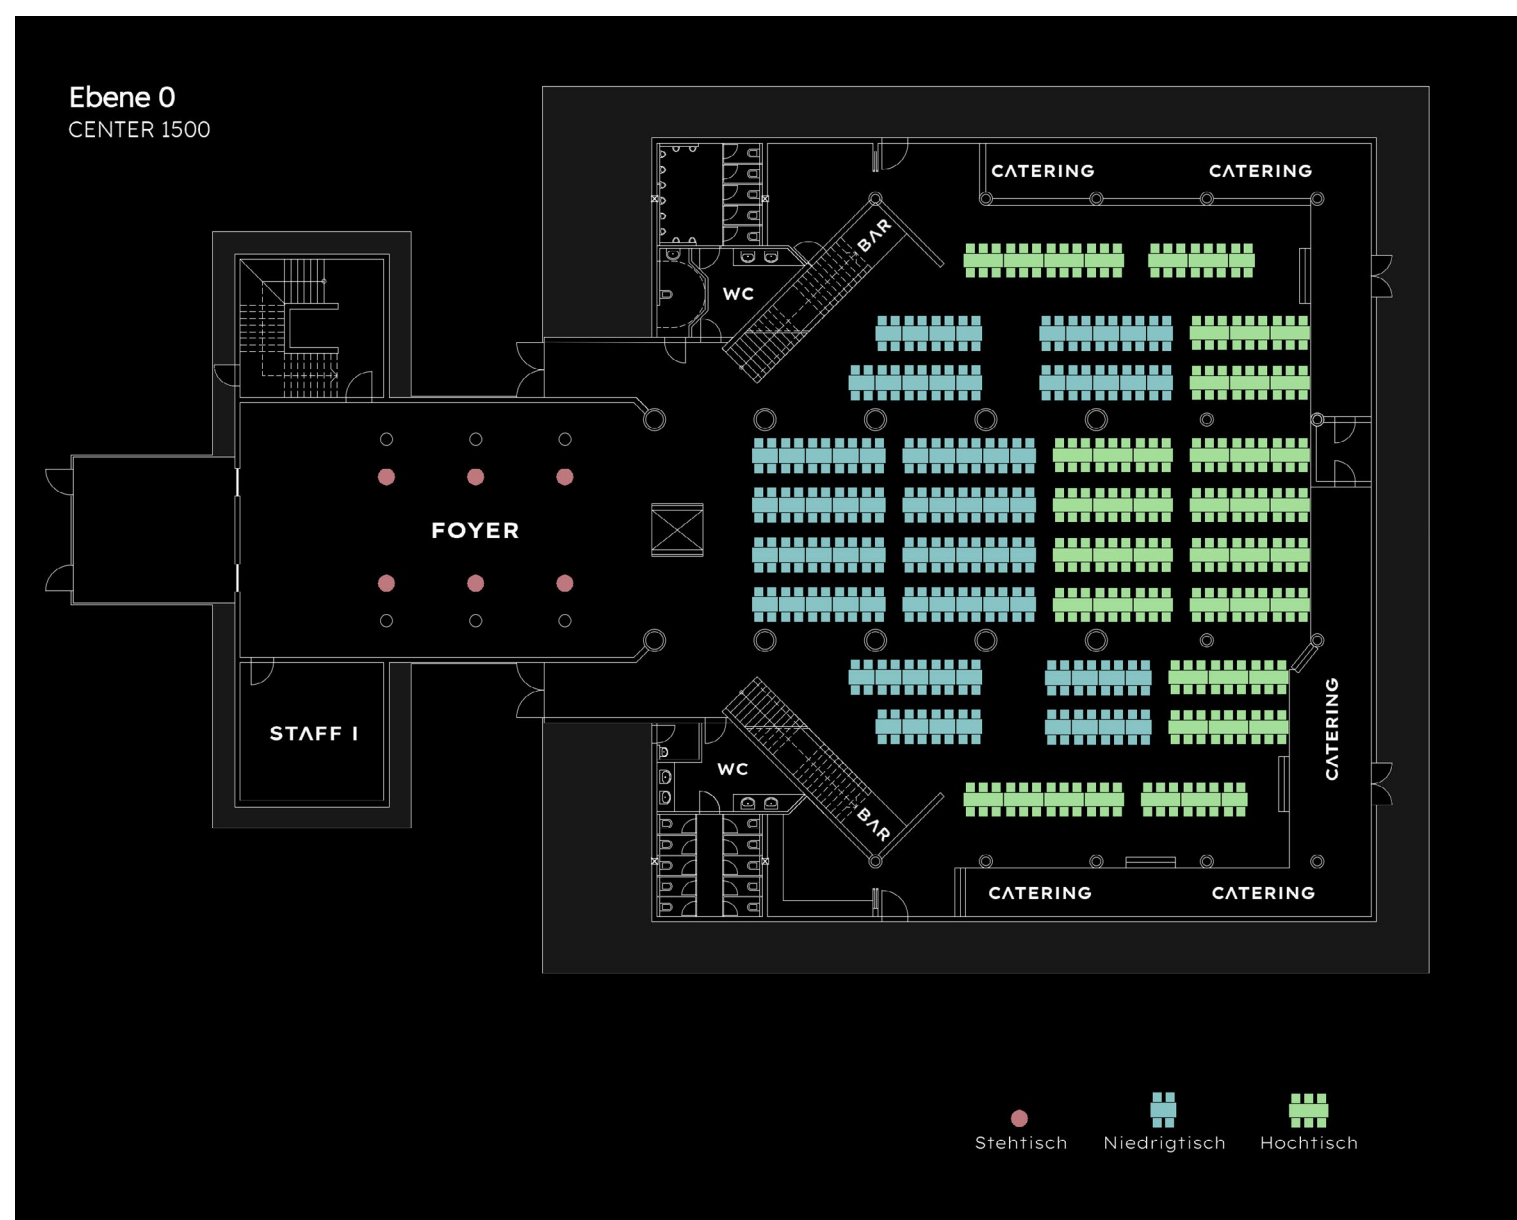 Ebene 0
CENTER 1500
CATERING
CATERING
BAR
WC
FOYER
STAFF I
WC
BAR
CATERING
CATERING
CATERING
Stehtisch
Niedrigtisch
Hochtisch